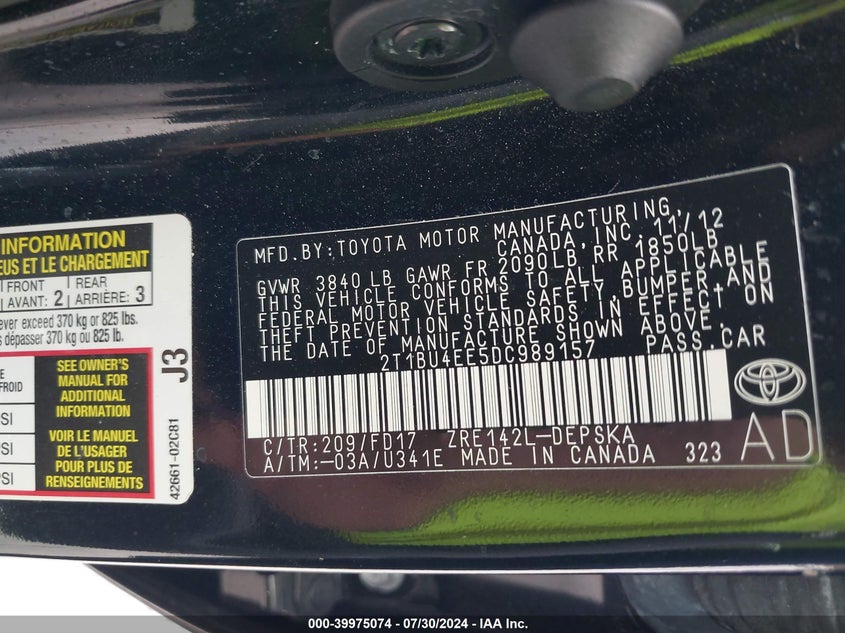 INFORMATION
EUS ET LE CHARGEMENT
FRONT
AVANT: 2
REAR
ARRIÈRE: 3
ever exceed 370 kg or 825 lbs.
dépasser 370 kg ou 825 lb.
SEE OWNER'S
MANUAL FOR
ADDITIONAL
INFORMATION
VOIR LE MANUEL
DE L'USAGER
POUR PLUS DE
RENSEIGNEMENTS
FROID
PSI
PSI
PSI
J3
42661-02C81
MFD.BY:TOYOTA MOTOR MANUFACTURING,
CANADA,INC. 11/12
GVWR 3840 LB GAWR FR 2090LB, RR 1850LB
THIS VEHICLE CONFORMS TO ALL APPLICABLE
FEDERAL MOTOR VEHICLE SAFETY,BUMPER,AND
THEFT PREVENTION STANDARDS IN EFFECT ON
THE DATE OF MANUFACTURE SHOWN ABOVE.
2T1BU4EE5DC989157 PASS.CAR
C/TR:209/FD17 ZRE142L-DEPSKA
A/TM:-03A/U341E MADE IN CANADA 323
AD
000-39975074 / 07/30/2024 - IAA Inc.